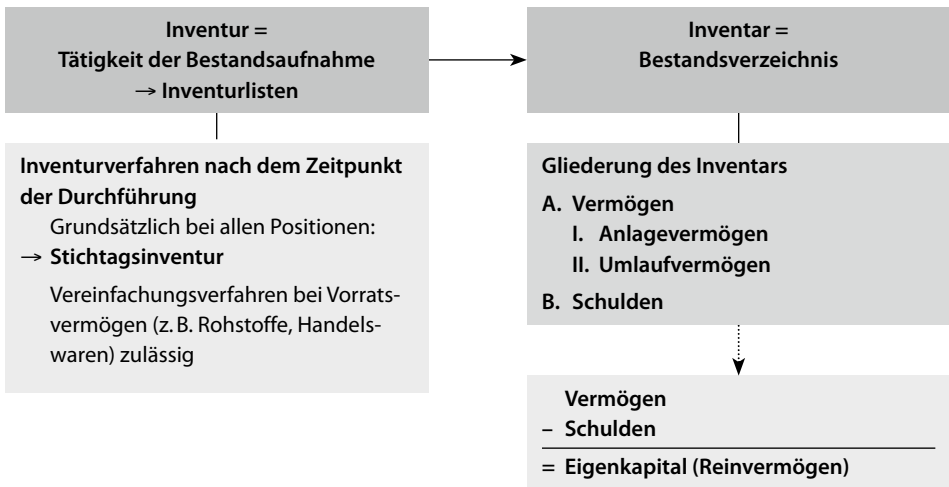 Inventur =
Tätigkeit der Bestandsaufnahme
→ Inventurlisten
Inventar =
Bestandsverzeichnis
Inventurverfahren nach dem Zeitpunkt
der Durchführung
Grundsätzlich bei allen Positionen:
→ Stichtagsinventur
Vereinfachungsverfahren bei Vorrats-
vermögen (z. B. Rohstoffe, Handels-
waren) zulässig
Gliederung des Inventars
A. Vermögen
I. Anlagevermögen
II. Umlaufvermögen
B. Schulden
Vermögen
– Schulden
= Eigenkapital (Reinvermögen)